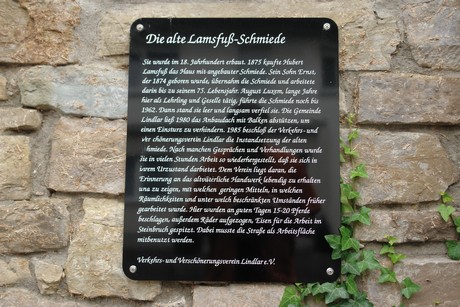 Die alte Lamsfuß-Schmiede
Sie wurde im 18. Jahrhundert erbaut. 1875 kaufte Hubert
Lamsfuß das Haus mit angebauter Schmiede. Sein Sohn Ernst,
der 1874 geboren wurde, übernahm die Schmiede und arbeitete
darin bis zu seinem 75. Lebensjahr. August Luxem, lange Jahre
hier als Lehrling und Geselle tätig, führte die Schmiede noch bis
1962. Dann stand sie leer und langsam verfiel sie. Die Gemeinde
Lindlar ließ 1980 das Anbaudach mit Balken abstützen, um
einen Einsturz zu verhindern. 1985 beschloß der Verkehrs- und
Ver chönerungsverein Lindlar die Instandsetzung der alten
chmiede. Nach manchen Gesprächen und Verhandlungen wurde
ie in vielen Stunden Arbeit so wiederhergestellt, daß sie sich in
ihrem Urzustand darbietet. Dem Verein liegt daran, die
Erinnerung an das altväterliche Handwerk lebendig zu erhalten
und zu zeigen, mit welchen geringen Mitteln, in welchen
Räumlichkeiten und unter welch beschränkten Umständen früher
gearbeitet wurde. Hier wurden an guten Tagen 15-20 Pferde
beschlagen, außerdem Räder aufgezogen, Eisen für die Arbeit im
Steinbruch gespitzt. Dabei musste die Straße als Arbeitsfläche
mitbenutzt werden.
Verkehrs- und Verschönerungsverein Lindlar e.V.